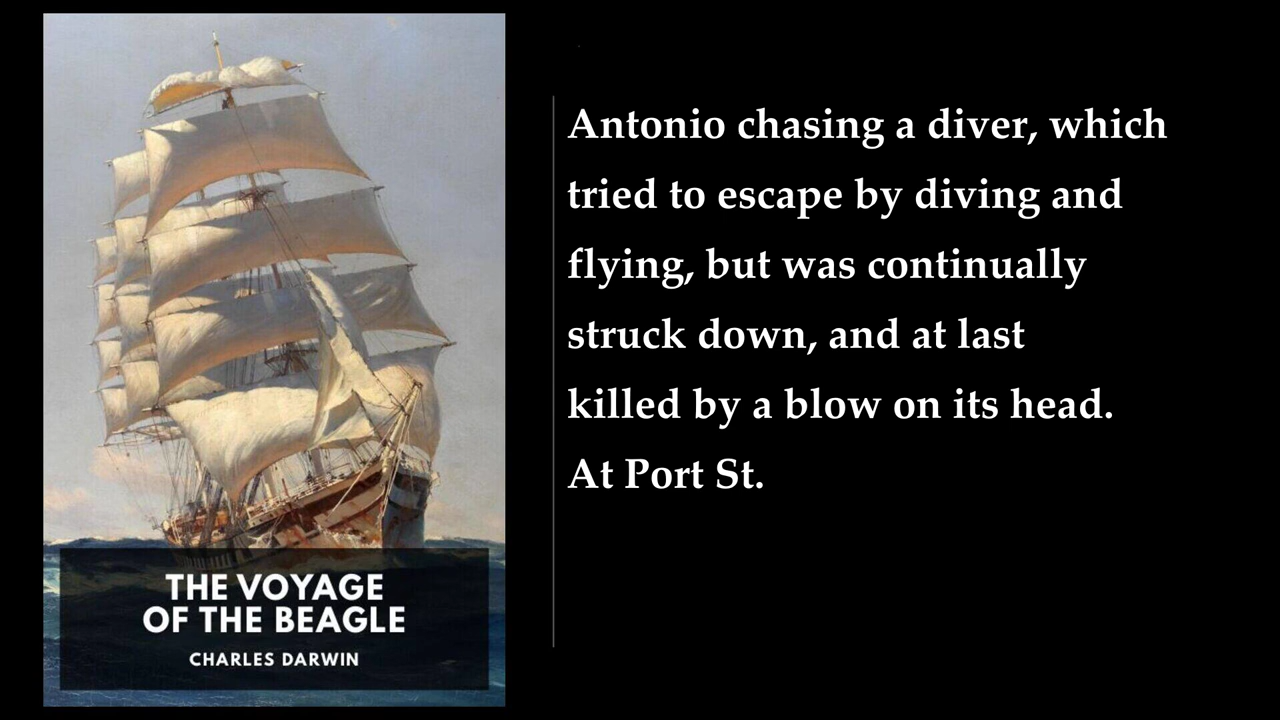 THE VOYAGE
OF THE BEAGLE
CHARLES DARWIN
Antonio chasing a diver, which
tried to escape by diving and
flying, but was continually
struck down, and at last
killed by a blow on its head.
At Port St.